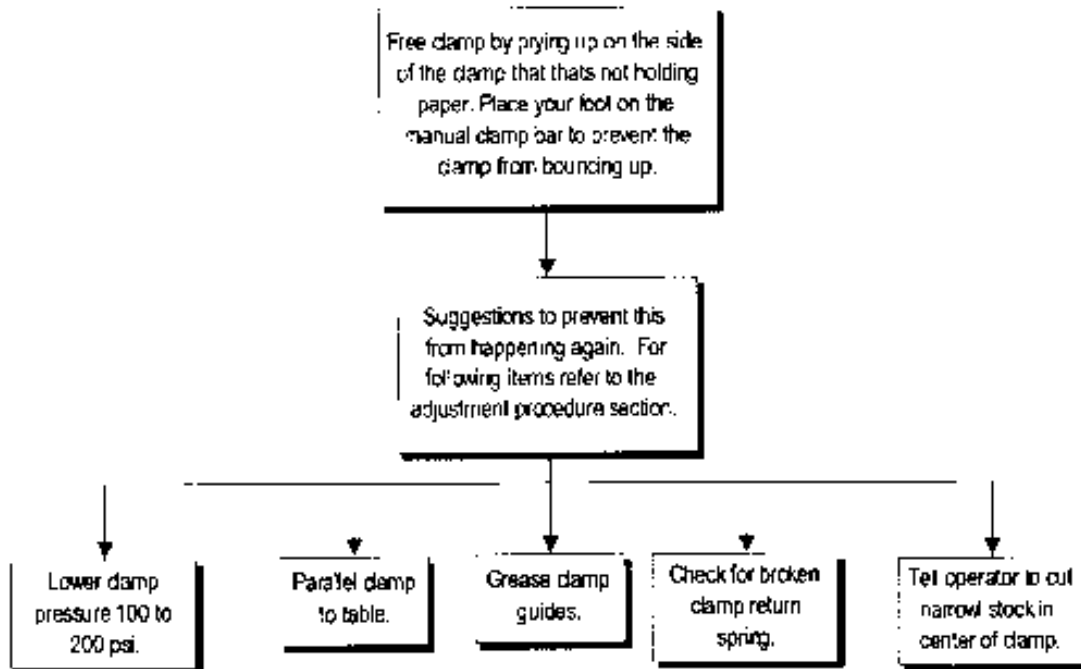 Free clamp by prying up on the side
of the clamp that thats not holding
paper. Place your foot on the
manual clamp bar to prevent the
clamp from bouncing up.
Suggestions to prevent this
from happening again. For
following items refer to the
adjustment procedure section.
Lower clamp
pressure 100 to
200 psi.
Parallel clamp
to table.
Grease clamp
guides.
Check for broken
clamp return
spring.
Tell operator to cut
narrow stock in
center of clamp.